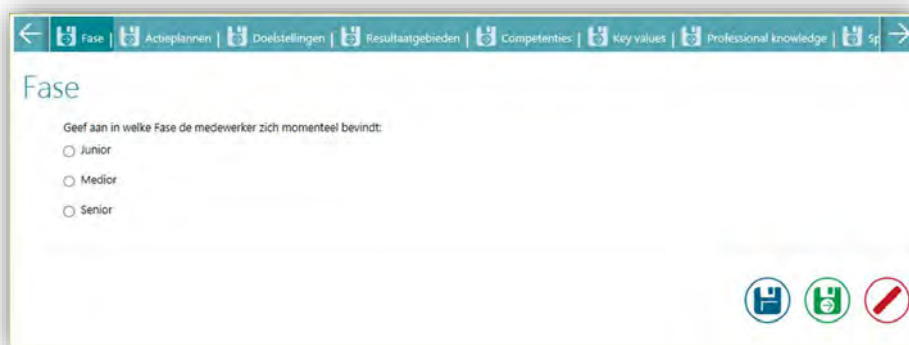 Fase | Actieplannen | Doelstellingen | Resultaatgebieden | Competenties | Key values | Professional knowledge | Sp
Fase
Geef aan in welke Fase de medewerker zich momenteel bevindt:
Junior
Medior
Senior